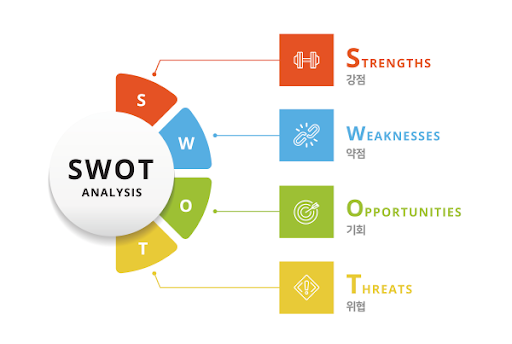 SWOT
ANALYSIS
S
W
O
T
STRENGTHS
강점
WEAKNESSES
약점
OPPORTUNITIES
기회
THREATS
위협